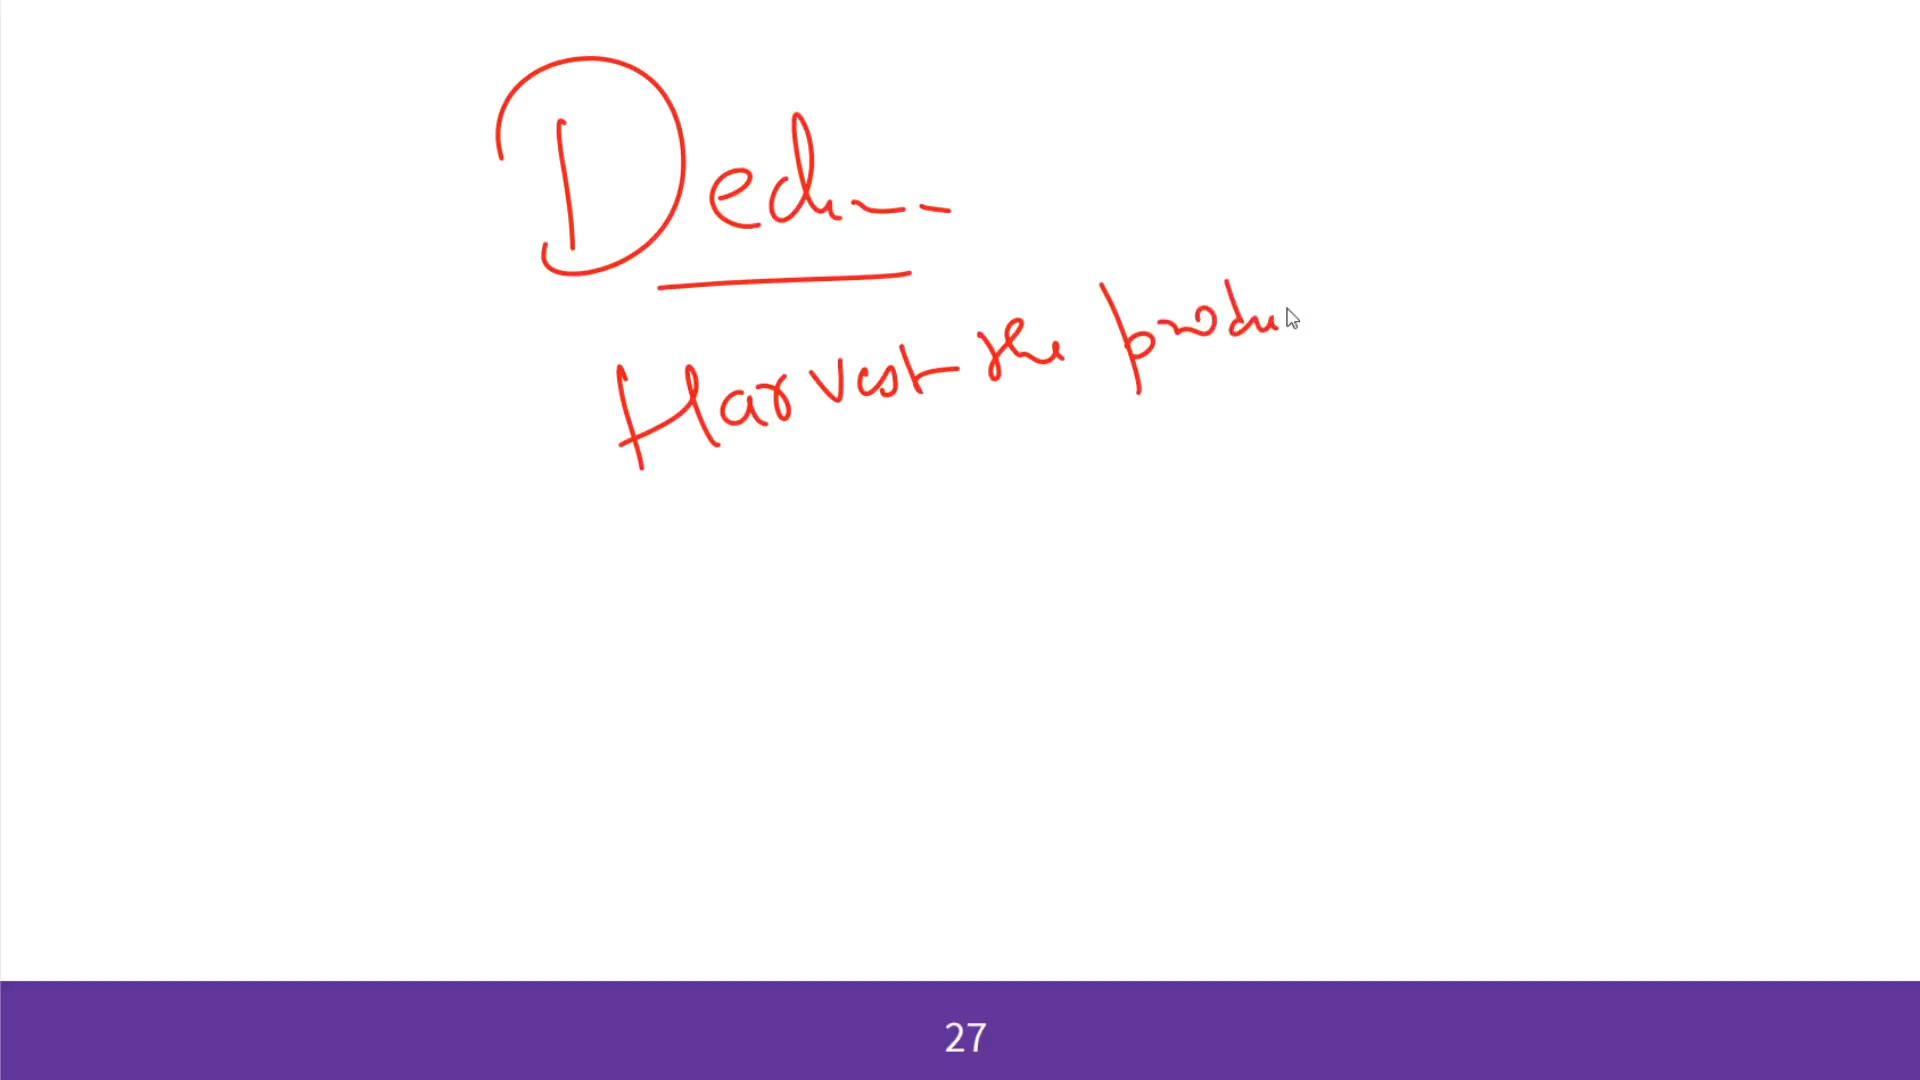 Ded---
Harvest the produ
27